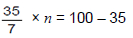 35/7 × n = 100 – 35